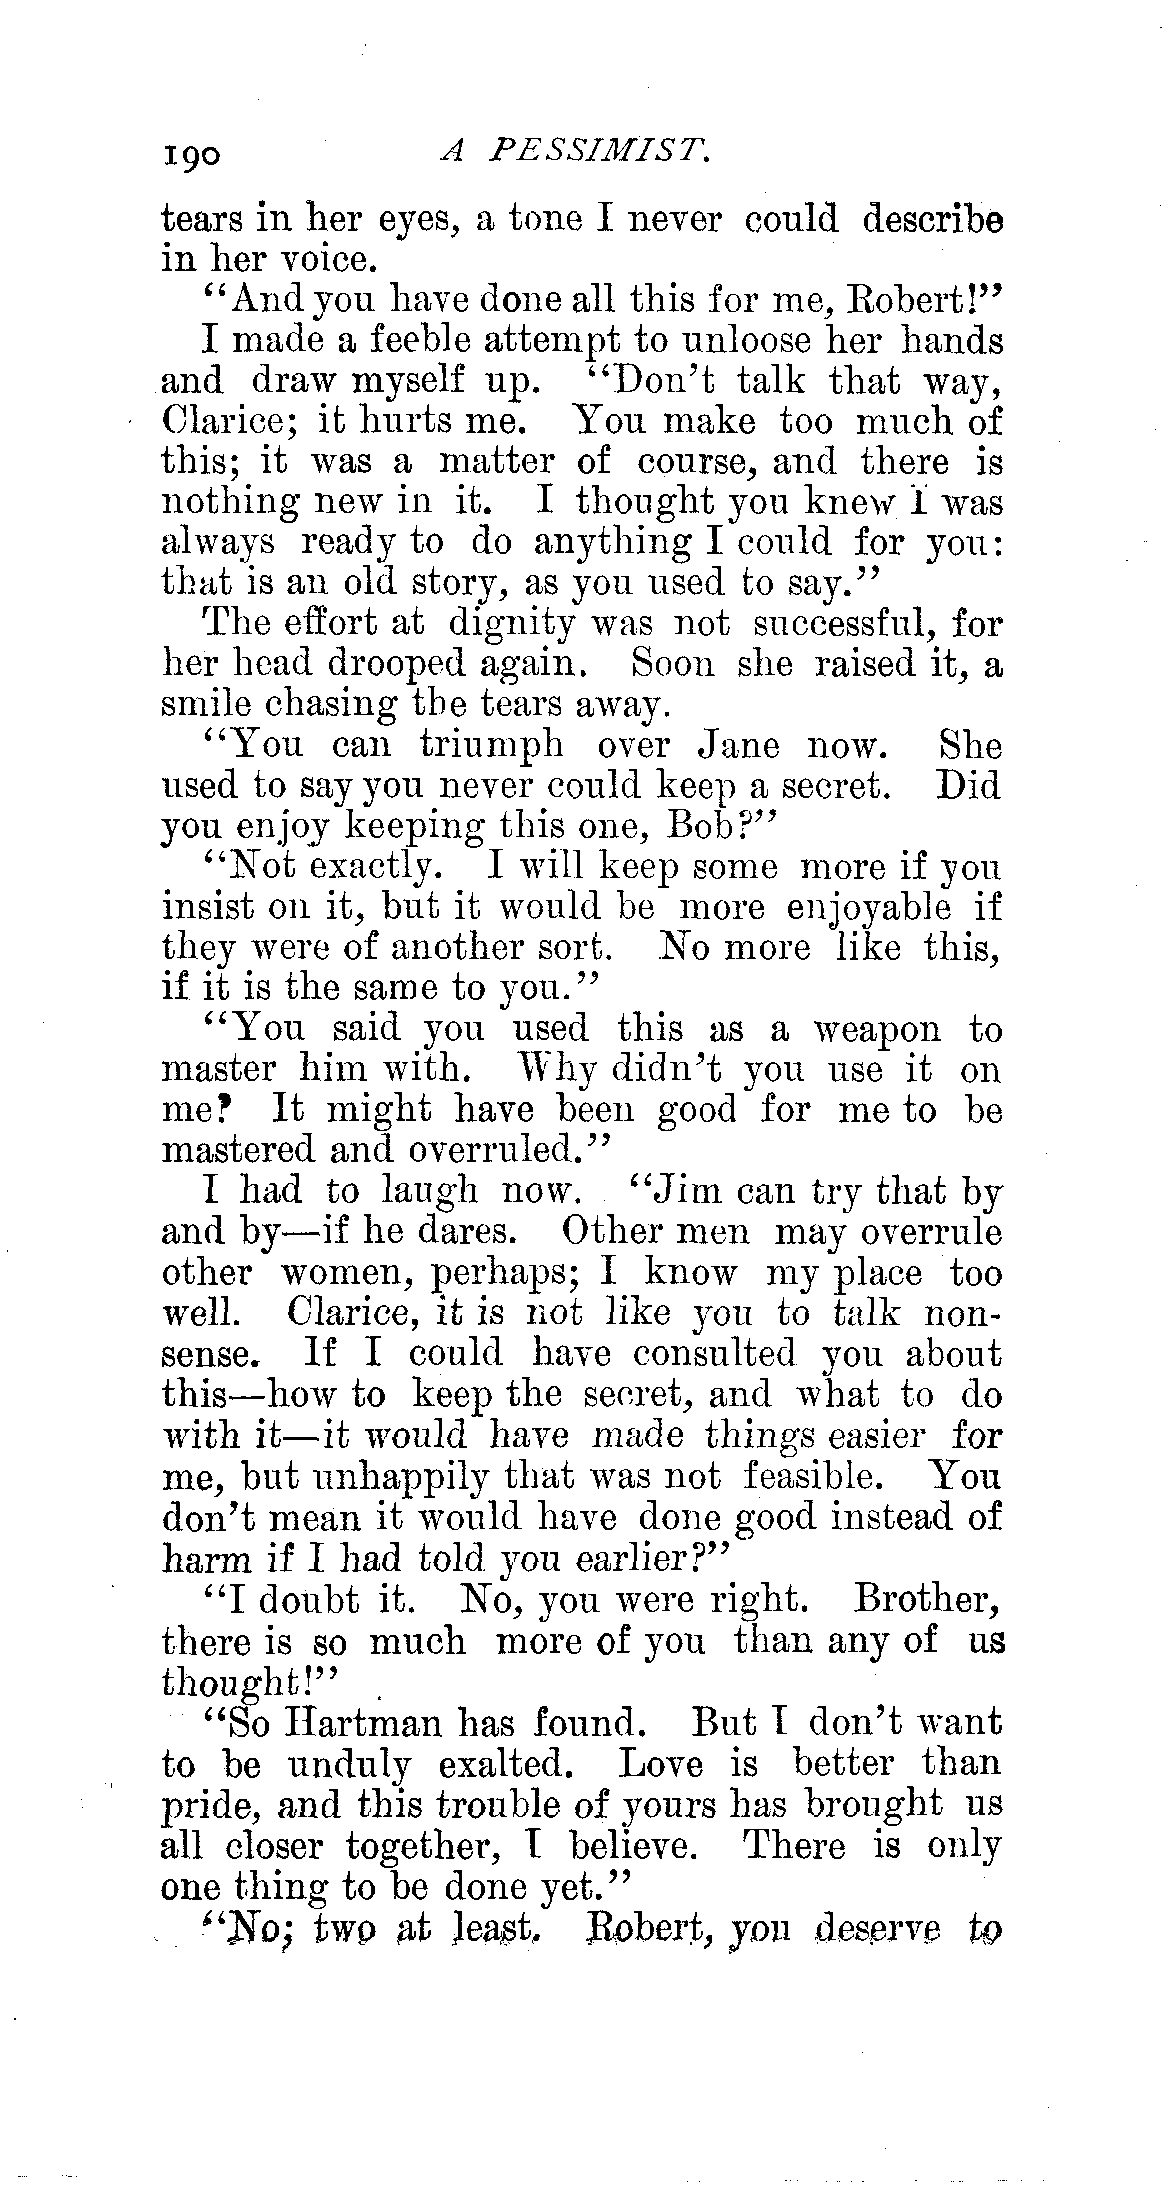 190 A PESSIMIST.
tears in her eyes, a tone I never could describe
in her voice.
"And you have done all this for me, Robert!"
I made a feeble attempt to unloose her hands
and draw myself up. "Don't talk that way,
Clarice; it hurts me. You make too much of
this; it was a matter of course, and there is
nothing new in it. I thought you knew I was
always ready to do anything I could for you:
that is an old story, as you used to say."
The effort at dignity was not successful, for
her head drooped again. Soon she raised it, a
smile chasing the tears away.
"You can triumph over Jane now. She
used to say you never could keep a secret. Did
you enjoy keeping this one, Bob?"
"Not exactly. I will keep some more if you
insist on it, but it would be more enjoyable if
they were of another sort. No more like this,
if it is the same to you."
"You said you used this as a weapon to
master him with. Why didn't you use it on
me? It might have been good for me to be
mastered and overruled."
I had to laugh now. "Jim can try that by
and by—if he dares. Other men may overrule
other women, perhaps; I know my place too
well. Clarice, it is not like you to talk non-
sense. If I could have consulted you about
this—how to keep the secret, and what to do
with it—it would have made things easier for
me, but unhappily that was not feasible. You
don't mean it would have done good instead of
harm if I had told you earlier?"
"I doubt it. No, you were right. Brother,
there is so much more of you than any of us
thought!"
"So Hartman has found. But I don't want
to be unduly exalted. Love is better than
pride, and this trouble of yours has brought us
all closer together, I believe. There is only
one thing to be done yet."
"No; two at least. Robert, you deserve to